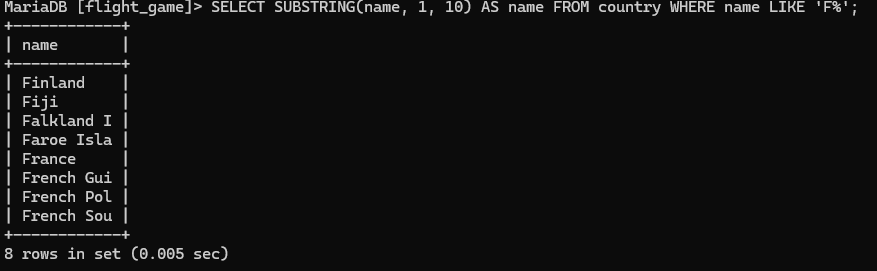 MariaDB [flight_game]> SELECT SUBSTRING(name, 1, 10) AS name FROM country WHERE name LIKE 'F%';
+------------+
| name       |
+------------+
| Finland    |
| Fiji       |
| Falkland I |
| Faroe Isla |
| France     |
| French Gui |
| French Pol |
| French Sou |
+------------+
8 rows in set (0.005 sec)